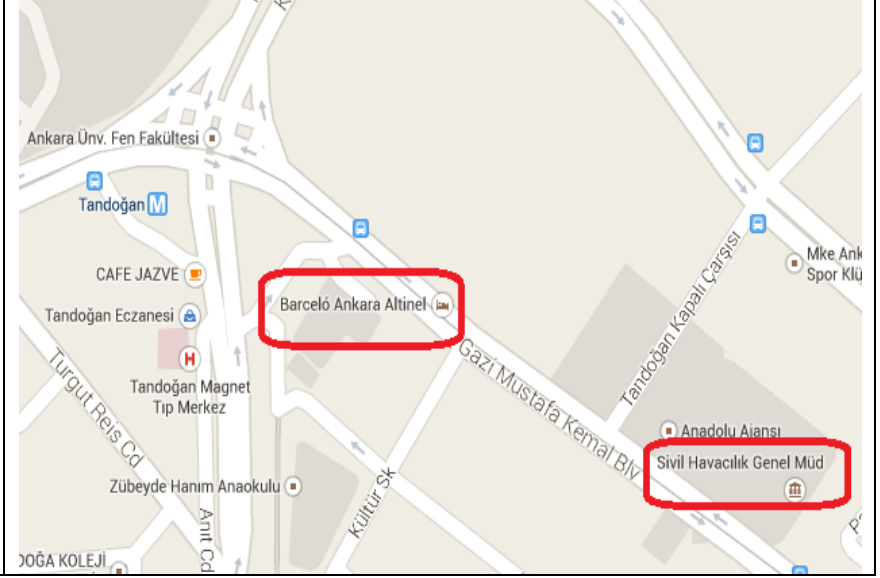 Ankara Ünv. Fen Fakültesi
Tandoğan M
CAFE JAZVE
Barceló Ankara Altinel
Tandoğan Eczanesi
H
Tandoğan Magnet
Tıp Merkez
Turgut Reis Cd
Zübeyde Hanım Anaokulu
Anıt Cd
DOĞA KOLEJİ
Kültür Sk
Gazi Mustafa Kemal Blv
Tandoğan Kapalı Çarşısı
Mke Ank
Spor Klü
Anadolu Ajansı
Sivil Havacılık Genel Müd